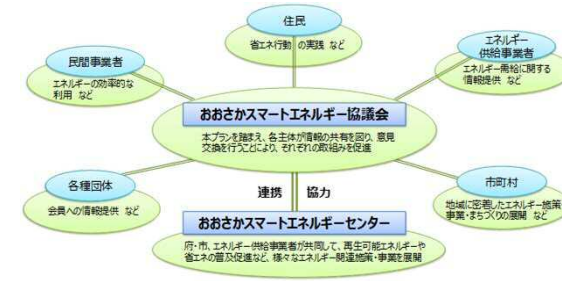 住民
省エネ行動 の実践 など
民間事業者
エネルギーの効率的な
利用 など
エネルギー
供給事業者
エネルギー需給に関する
情報提供 など
おおさかスマートエネルギー協議会
本プランを踏まえ、各主体が情報の共有を図り、意見
交換を行うことにより、それぞれの取組みを促進
各種団体
会員への情報提供 など
市町村
地域に密着したエネルギー施策
事業・まちづくりの展開 など
連携 協力
おおさかスマートエネルギーセンター
府・市、エネルギー供給事業者が共同して、再生可能エネルギーや
省エネの普及促進など、様々なエネルギー関連施策・事業を展開